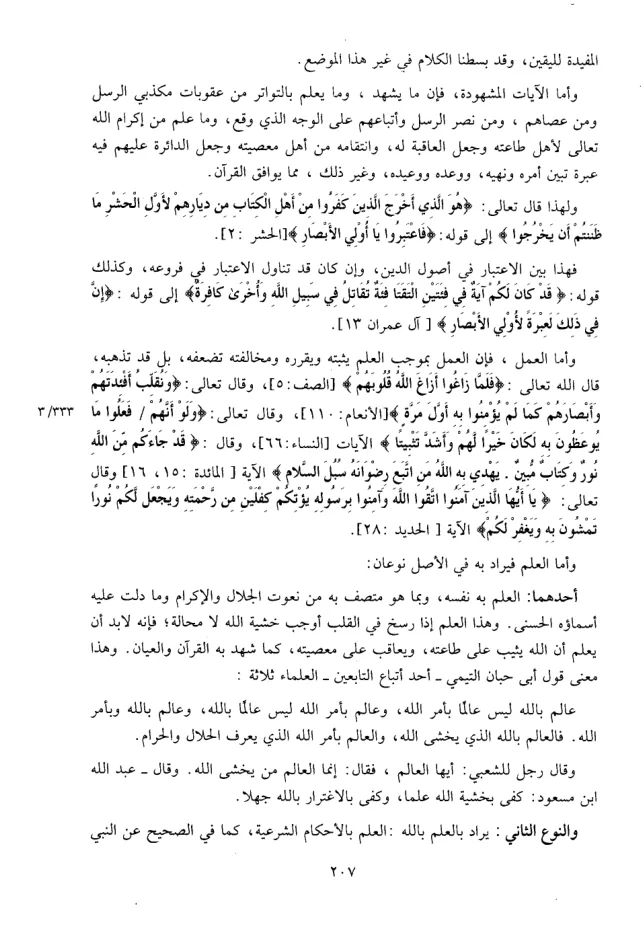 المفيدة لليقين، وقد بسطنا الكلام في غير هذا الموضع.
وأما الآيات المشهودة، فإن ما يشهد ، وما يعلم بالتواتر من عقوبات مكذبي الرسل
ومن عصاهم ، ومن نصر الرسل وأتباعهم على الوجه الذي وقع، وما علم من إكرام الله
تعالى لأهل طاعته وجعل العاقبة له، وانتقامه من أهل معصيته وجعل الدائرة عليهم فيه
عبرة تبين أمره ونهيه، ووعده ووعيده، وغير ذلك ، مما يوافق القرآن.
ولهذا قال تعالى: ﴿هُوَ الَّذِي أَخْرَجَ الَّذِينَ كَفَرُوا مِنْ أَهْلِ الْكِتَابِ مِن دِيَارِهِمْ لأَوَّلِ الْحَشْرِ مَا
ظَنَنتُمْ أَن يَخْرُجُوا ﴾ إلى قوله: ﴿فَاعْتَبِرُوا يَا أُولِي الأَبْصَارِ ﴾[الحشر :٢].
فهذا بين الاعتبار في أصول الدين، وإن كان قد تناول الاعتبار في فروعه، وكذلك
قوله: ﴿ قَدْ كَانَ لَكُمْ آيَةٌ فِي فِئَتَيْنِ الْتَقَتَا فِئَةٌ تُقَاتِلُ فِي سَبِيلِ اللَّهِ وَأُخْرَىٰ كَافِرَةٌ﴾ إلى قوله :﴿إِنَّ
فِي ذَلِكَ لَعِبْرَةً لأُوْلِي الأَبْصَارِ ﴾ [ آل عمران ١٣].
وأما العمل ، فإن العمل بموجب العلم يثبته ويقرره ومخالفته تضعفه، بل قد تذهبه،
قال الله تعالى :﴿فَلَمَّا زَاغُوا أَزَاغَ اللَّهُ قُلُوبَهُمْ ﴾ [الصف:٥]، وقال تعالى:﴿وَنُقَلِّبُ أَفْئِدَتَهُمْ
وَأَبْصَارَهُمْ كَمَا لَمْ يُؤْمِنُوا بِهِ أَوَّلَ مَرَّةٍ ﴾[الأنعام: ١١٠]، وقال تعالى:﴿وَلَوْ أَنَّهُمْ / فَعَلُوا مَا ٣/٣٣٣
يُوعَظُونَ بِهِ لَكَانَ خَيْرًا لَّهُمْ وَأَشَدَّ تَثْبِيتًا ﴾ الآيات [النساء:٦٦]، وقال :﴿ قَدْ جَاءَكُم مِّنَ اللَّهِ
نُورٌ وَكِتَابٌ مُّبِينٌ . يَهْدِي بِهِ اللَّهُ مَنِ اتَّبَعَ رِضْوَانَهُ سُبُلَ السَّلامِ ﴾ الآية [ المائدة :١٥، ١٦] وقال
تعالى: ﴿ يَا أَيُّهَا الَّذِينَ آمَنُوا اتَّقُوا اللَّهَ وَآمِنُوا بِرَسُولِهِ يُؤْتِكُمْ كِفْلَيْنِ مِن رَّحْمَتِهِ وَيَجْعَل لَّكُمْ نُورًا
تَمْشُونَ بِهِ وَيَغْفِرْ لَكُمْ﴾ الآية [ الحديد :٢٨].
وأما العلم فيراد به في الأصل نوعان:
أحدهما: العلم به نفسه، وبما هو متصف به من نعوت الجلال والإكرام وما دلت عليه
أسماؤه الحسنى. وهذا العلم إذا رسخ في القلب أوجب خشية الله لا محالة؛ فإنه لابد أن
يعلم أن الله يثيب على طاعته، ويعاقب على معصيته، كما شهد به القرآن والعيان. وهذا
معنى قول أبى حبان التيمي ـ أحد أتباع التابعين ـ العلماء ثلاثة :
عالم بالله ليس عالمًا بأمر الله، وعالم بأمر الله ليس عالمًا بالله، وعالم بالله وبأمر
الله. فالعالم بالله الذي يخشى الله، والعالم بأمر الله الذي يعرف الحلال والحرام.
وقال رجل للشعبي: أيها العالم ، فقال: إنما العالم من يخشى الله. وقال ـ عبد الله
ابن مسعود: كفى بخشية الله علما، وكفى بالاغترار بالله جهلا.
والنوع الثاني : يراد بالعلم بالله :العلم بالأحكام الشرعية، كما في الصحيح عن النبي
٢٠٧